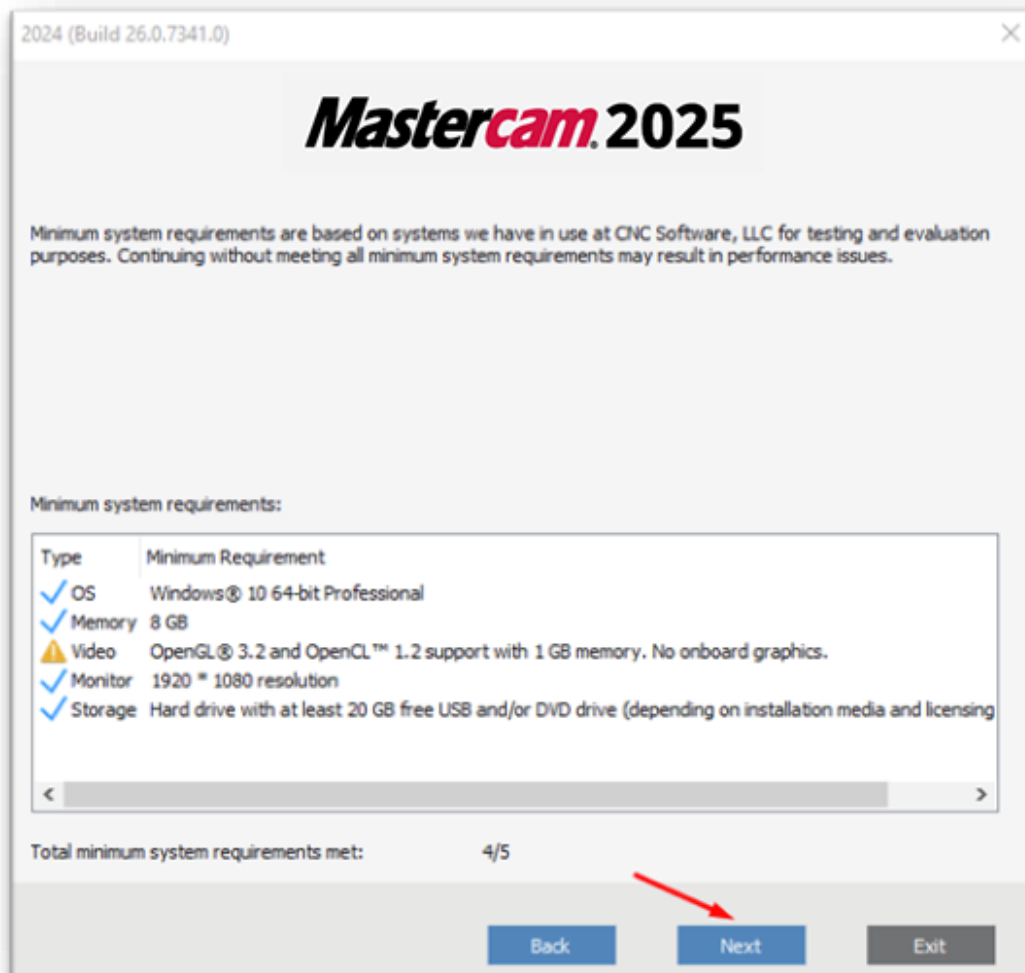 2024 (Build 26.0.7341.0)
Mastercam® 2025
Minimum system requirements are based on systems we have in use at CNC Software, LLC for testing and evaluation
purposes. Continuing without meeting all minimum system requirements may result in performance issues.
Minimum system requirements:
Type Minimum Requirement
OS Windows® 10 64-bit Professional
Memory 8 GB
Video OpenGL® 3.2 and OpenCL™ 1.2 support with 1 GB memory. No onboard graphics.
Monitor 1920 * 1080 resolution
Storage Hard drive with at least 20 GB free USB and/or DVD drive (depending on installation media and licensing
Total minimum system requirements met: 4/5
Back Next Exit